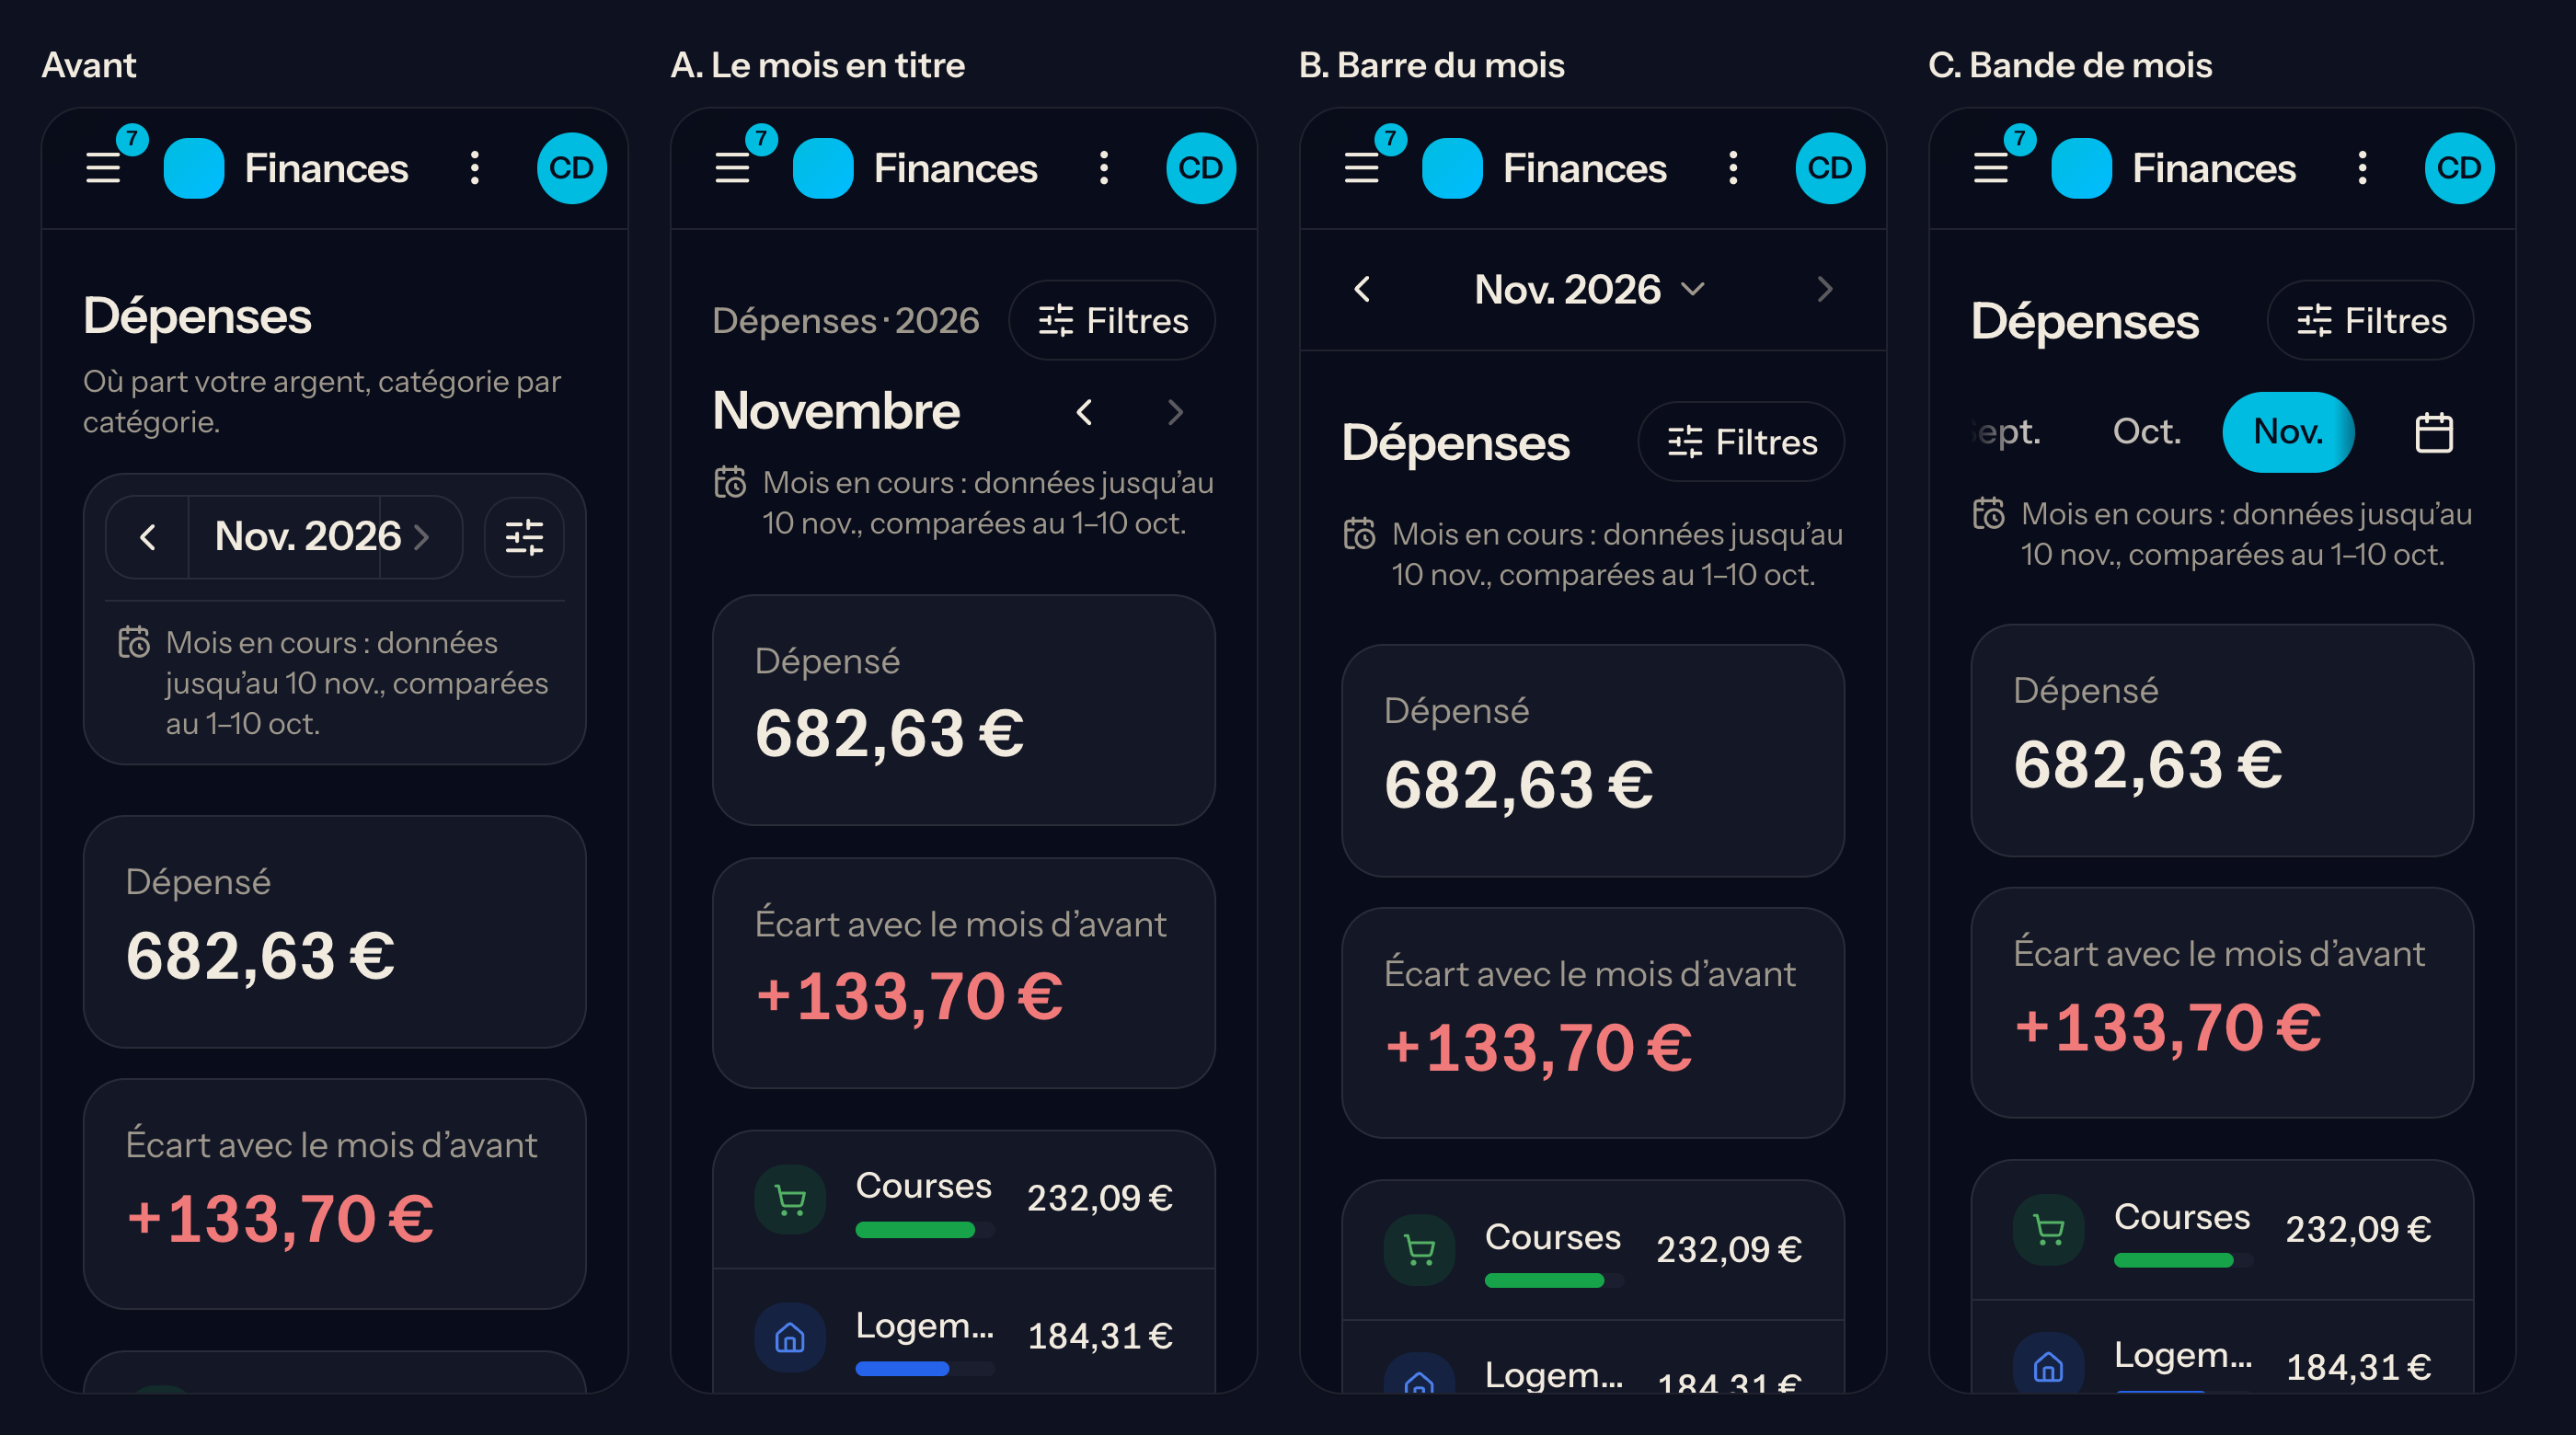 Avant
7
Finances
CD
Dépenses
Où part votre argent, catégorie par
catégorie.
Nov. 2026
Mois en cours : données
jusqu’au 10 nov., comparées
au 1–10 oct.
Dépensé
682,63 €
Écart avec le mois d’avant
+133,70 €
A. Le mois en titre
7
Finances
CD
Dépenses · 2026
Filtres
Novembre
Mois en cours : données jusqu’au
10 nov., comparées au 1–10 oct.
Dépensé
682,63 €
Écart avec le mois d’avant
+133,70 €
Courses
232,09 €
Logem...
184,31 €
B. Barre du mois
7
Finances
CD
Nov. 2026
Dépenses
Filtres
Mois en cours : données jusqu’au
10 nov., comparées au 1–10 oct.
Dépensé
682,63 €
Écart avec le mois d’avant
+133,70 €
Courses
232,09 €
Logem...
184,31 €
C. Bande de mois
7
Finances
CD
Dépenses
Filtres
Sept. Oct. Nov.
Mois en cours : données jusqu’au
10 nov., comparées au 1–10 oct.
Dépensé
682,63 €
Écart avec le mois d’avant
+133,70 €
Courses
232,09 €
Logem...
184,31 €